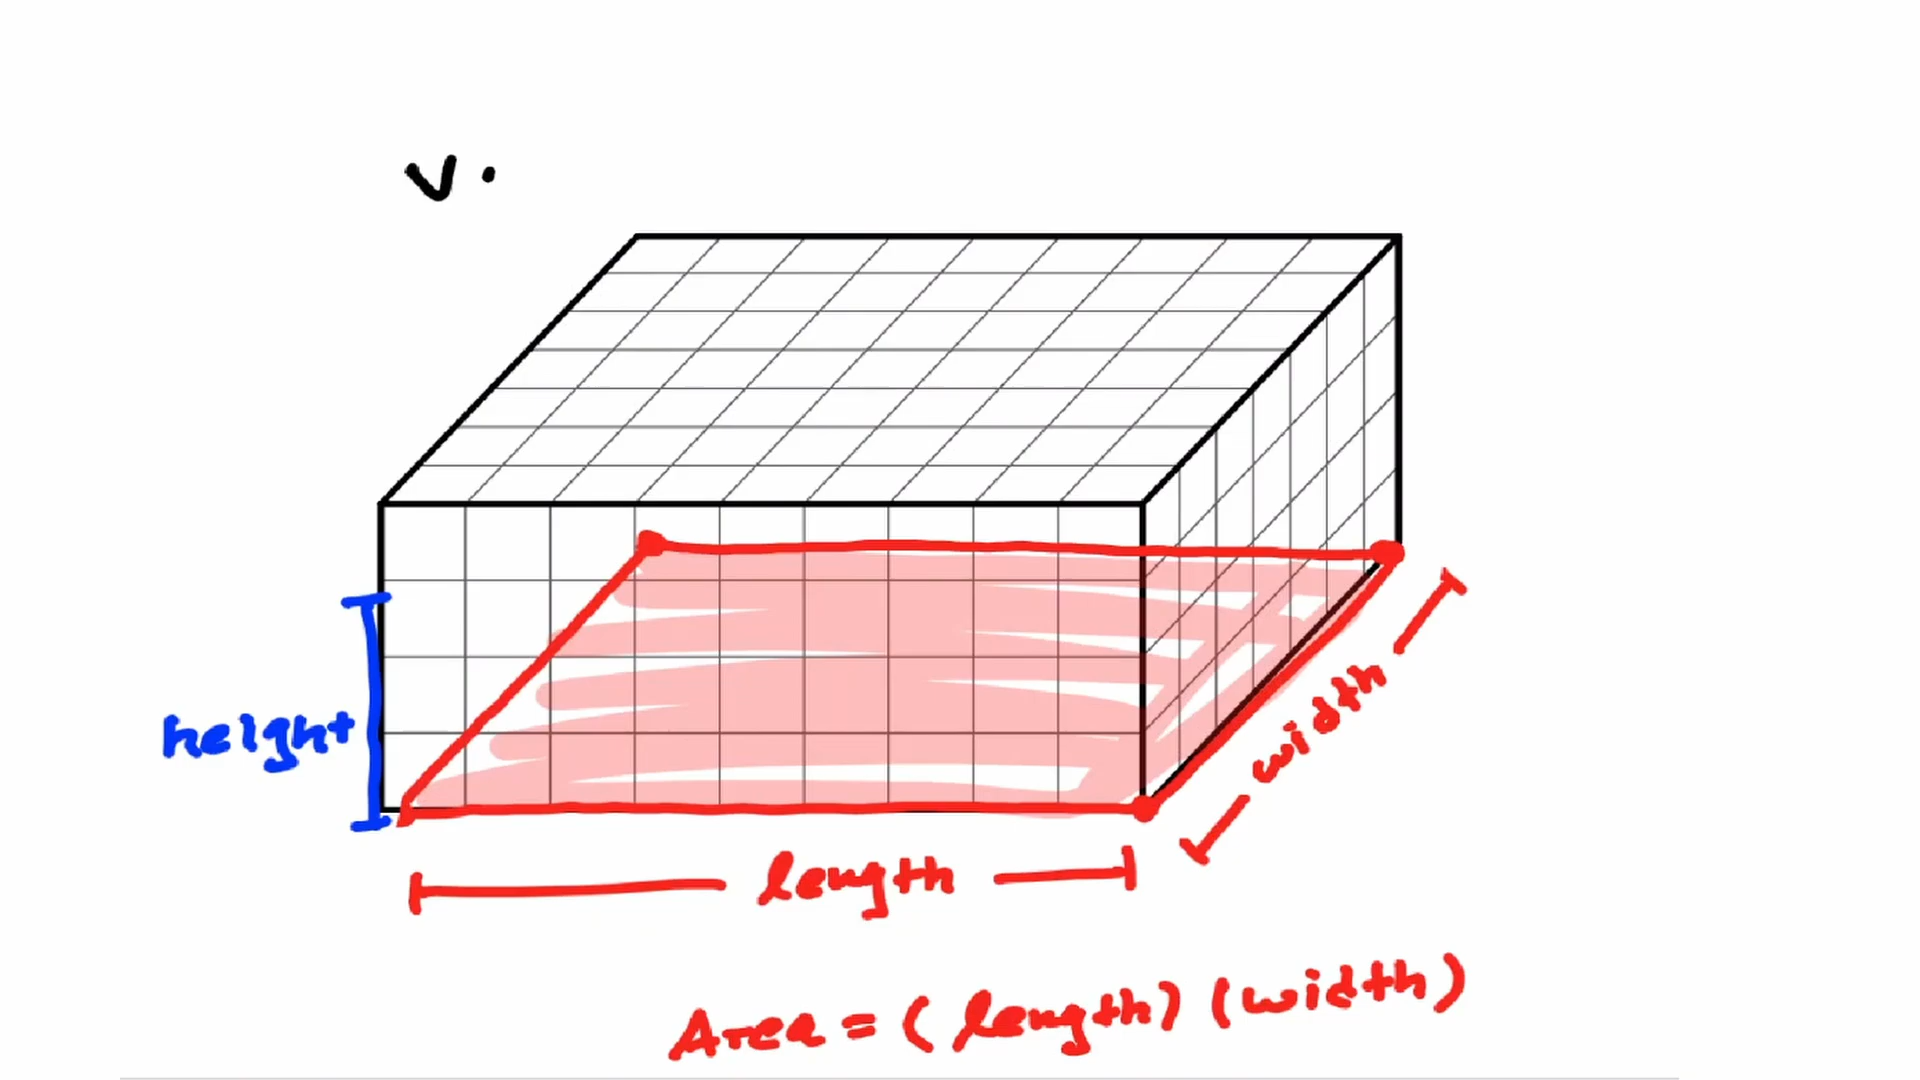 V.
height
width
length
Area = (length) (width)